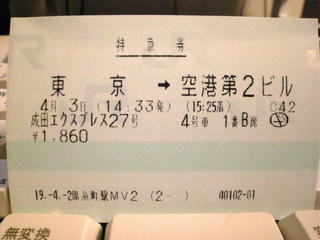 特急券
東京 → 空港第2ビル
4月3日 (14:33発) (15:25着) C42
成田エクスプレス27号 4号車 1番B席
¥1,860
19.-4.-2錦糸町駅MV2 (2- ) 40102-01
無変換